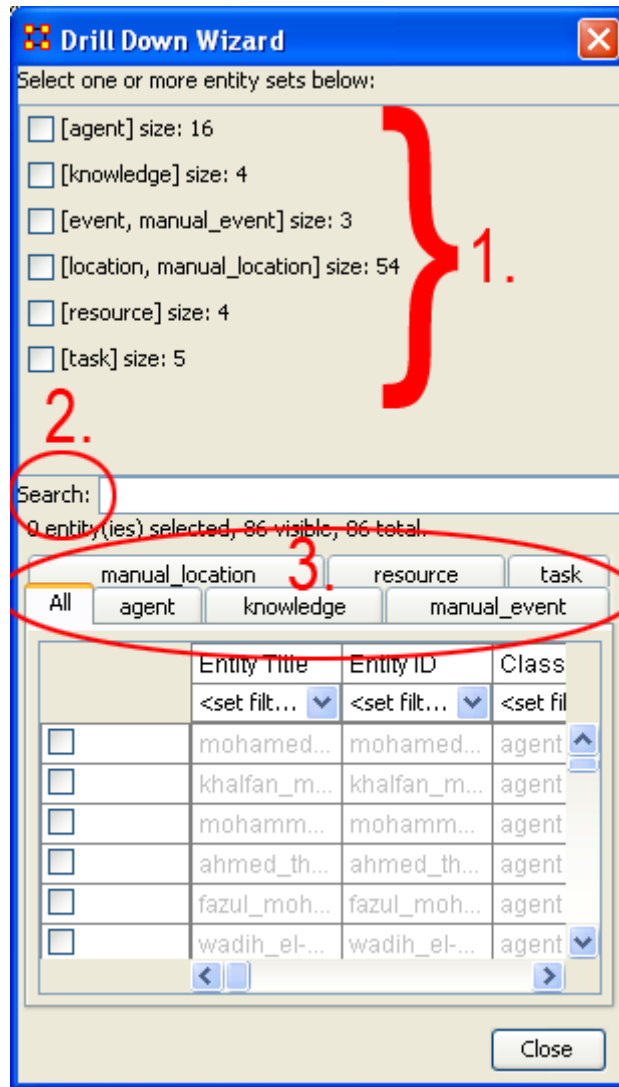 Drill Down Wizard
Select one or more entity sets below:
[agent] size: 16
[knowledge] size: 4
[event, manual_event] size: 3
[location, manual_location] size: 54
[resource] size: 4
[task] size: 5
1.
2.
Search:
0 entity(ies) selected, 86 visible, 86 total.
3.
manual_location resource task
All agent knowledge manual_event
Entity Title Entity ID Class
<set filt... <set filt... <set fil
mohamed... mohamed... agent
khalfan_m... khalfan_m... agent
mohamm... mohamm... agent
ahmed_th... ahmed_th... agent
fazul_moh... fazul_moh... agent
wadih_el-... wadih_el-... agent
Close